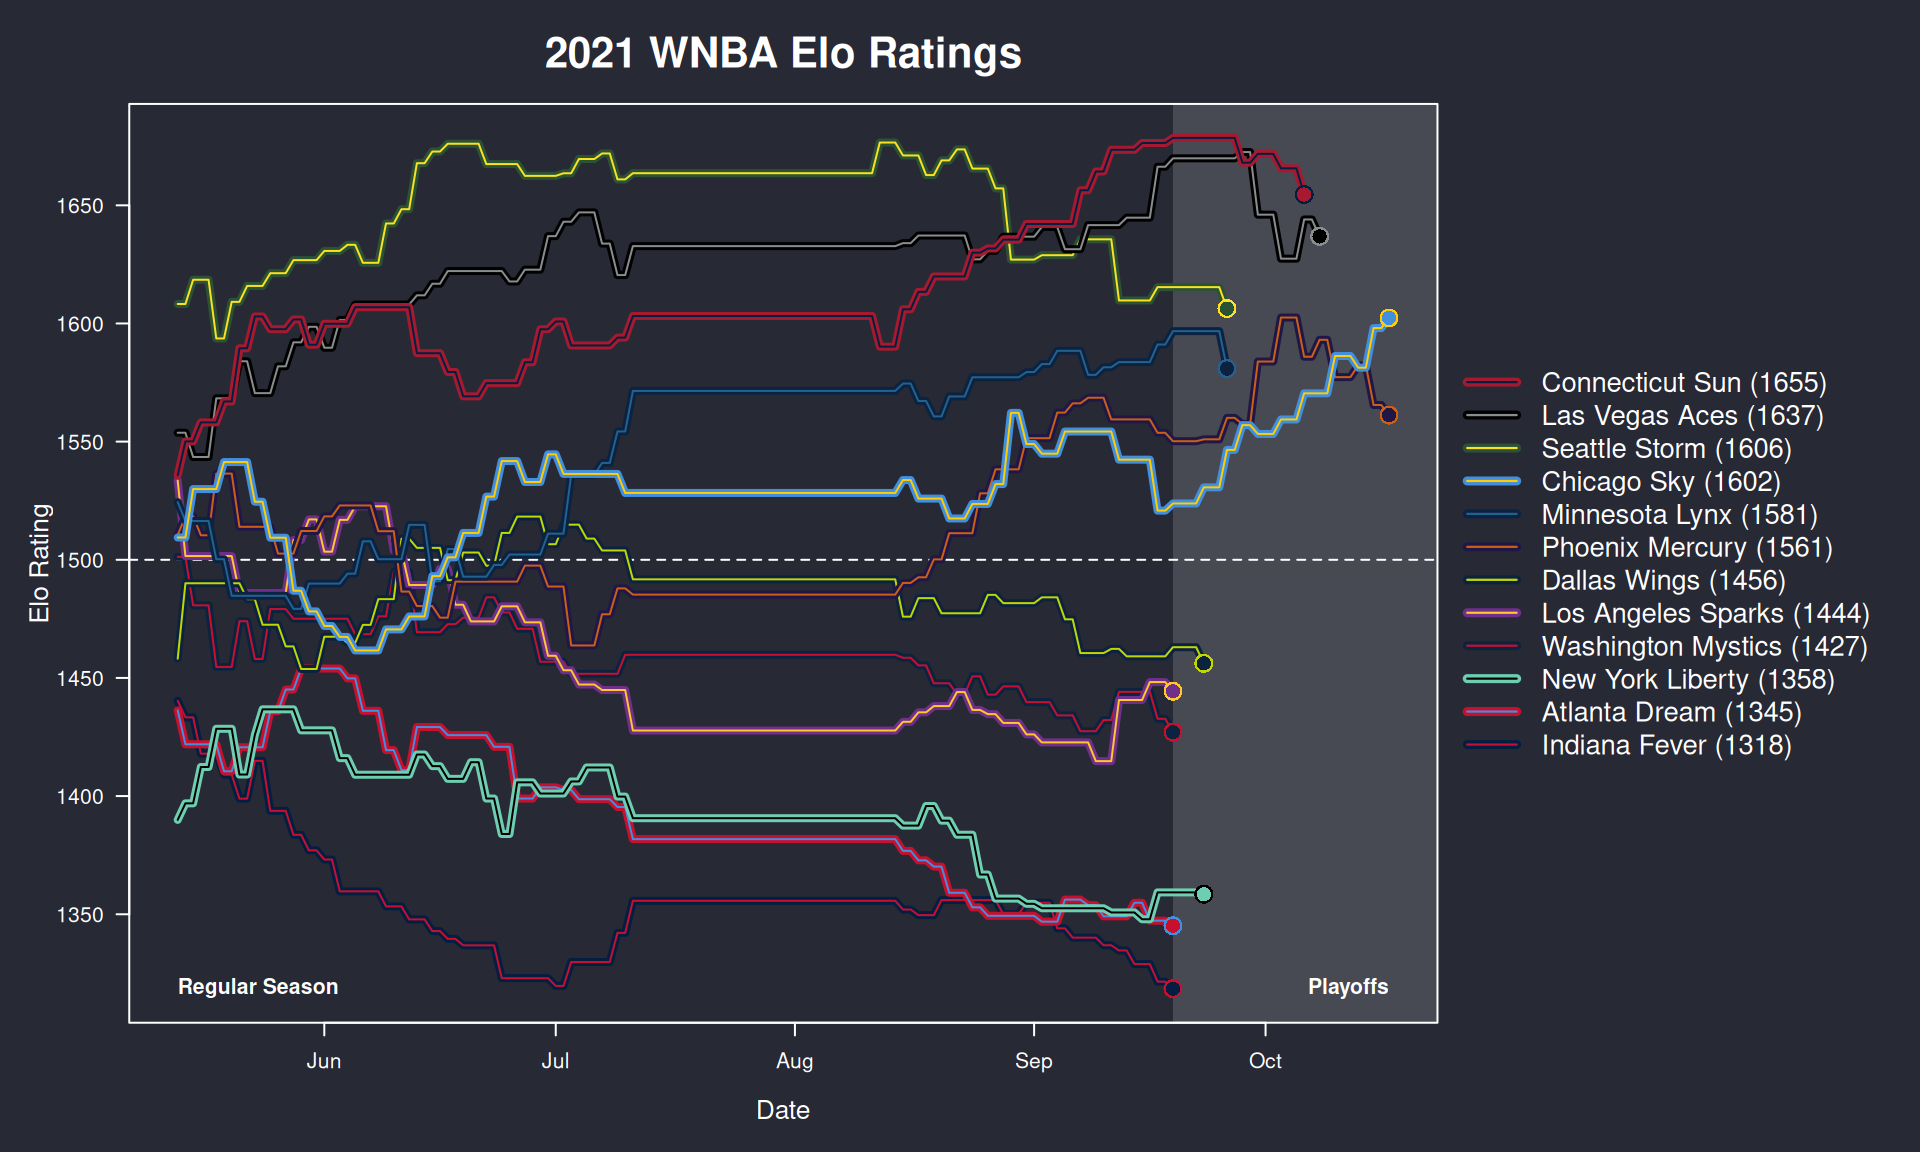 2021 WNBA Elo Ratings
Elo Rating
1650
1600
1550
1500
1450
1400
1350
Regular Season
Playoffs
Jun
Jul
Aug
Sep
Oct
Date
Connecticut Sun (1655)
Las Vegas Aces (1637)
Seattle Storm (1606)
Chicago Sky (1602)
Minnesota Lynx (1581)
Phoenix Mercury (1561)
Dallas Wings (1456)
Los Angeles Sparks (1444)
Washington Mystics (1427)
New York Liberty (1358)
Atlanta Dream (1345)
Indiana Fever (1318)